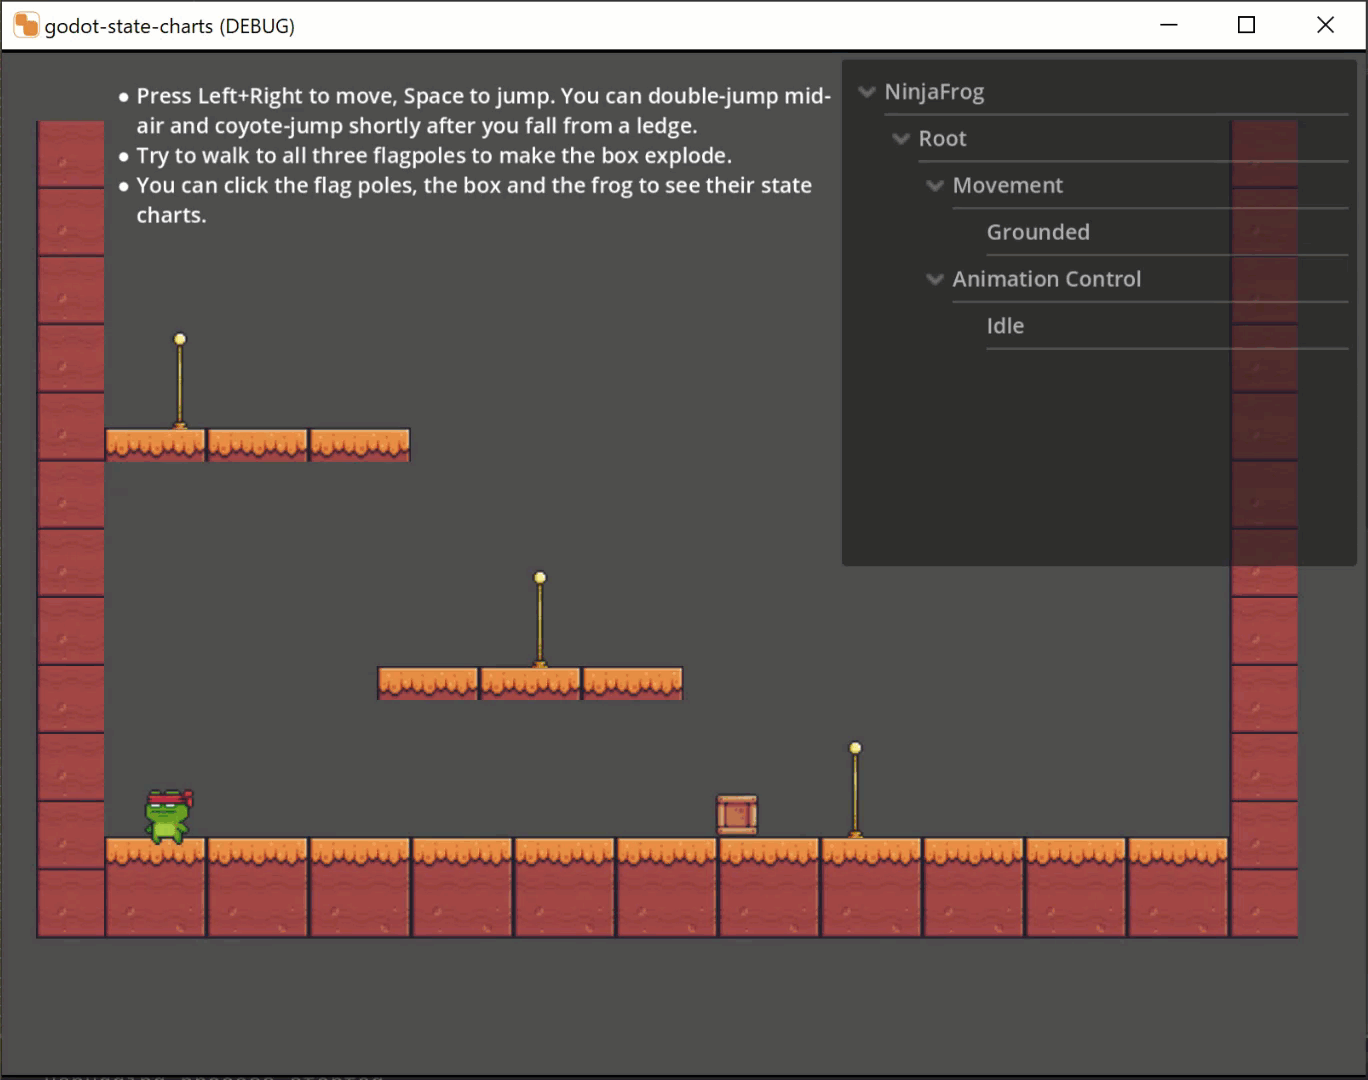 godot-state-charts (DEBUG)
• Press Left+Right to move, Space to jump. You can double-jump mid-
air and coyote-jump shortly after you fall from a ledge.
• Try to walk to all three flagpoles to make the box explode.
• You can click the flag poles, the box and the frog to see their state
charts.
NinjaFrog
Root
Movement
Grounded
Animation Control
Idle